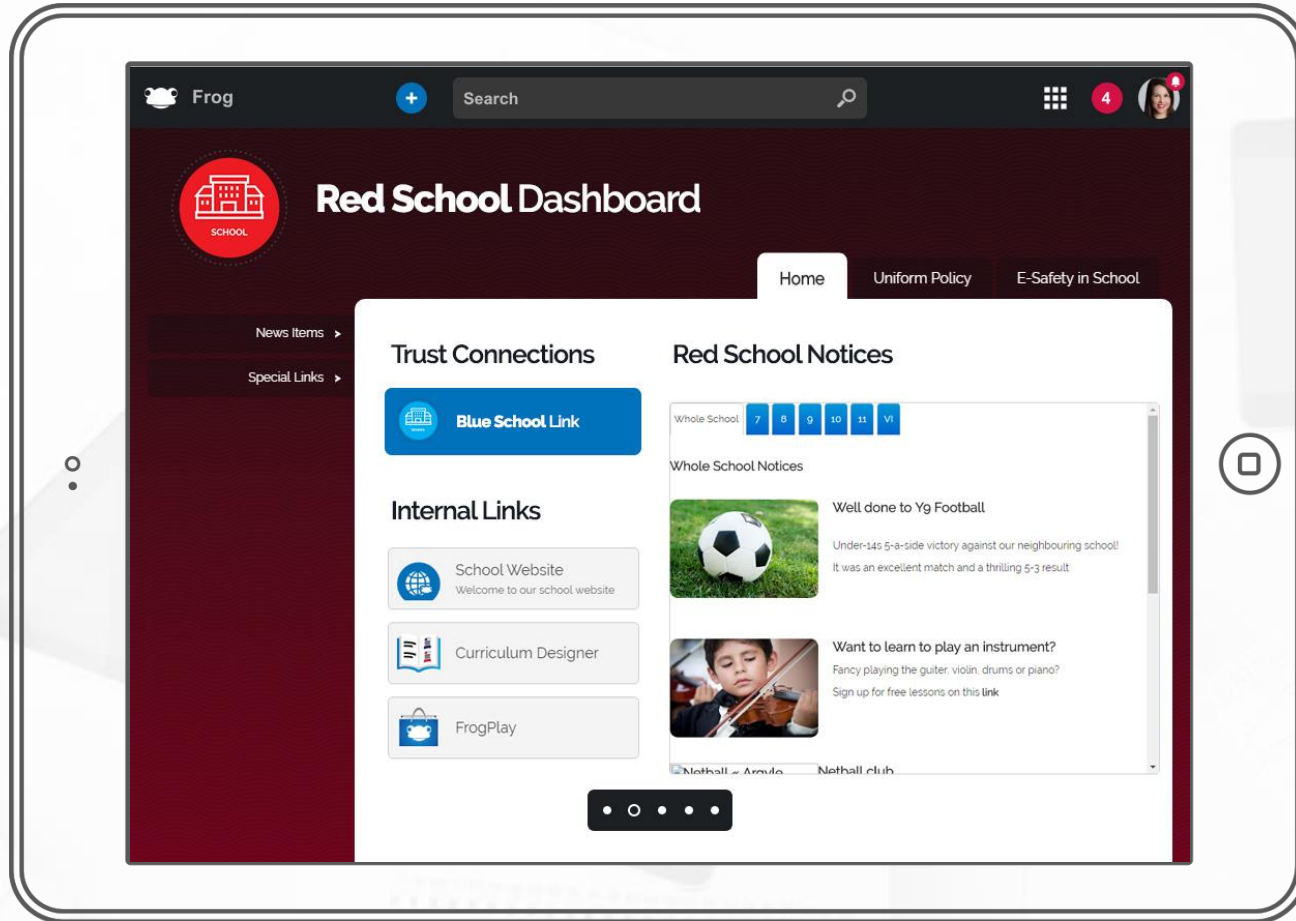 Frog
+
Search
4
SCHOOL
Red School Dashboard
Home
Uniform Policy
E-Safety in School
News Items
Special Links
Trust Connections
Blue School Link
Internal Links
School Website
Welcome to our school website
Curriculum Designer
FrogPlay
Red School Notices
Whole School 7 8 9 10 11 VI
Whole School Notices
Well done to Y9 Football
Under-14s 5-a-side victory against our neighbouring school!
It was an excellent match and a thrilling 5-3 result
Want to learn to play an instrument?
Fancy playing the guiter, violin, drums or piano?
Sign up for free lessons on this link
Netball « Argyle
Netball club